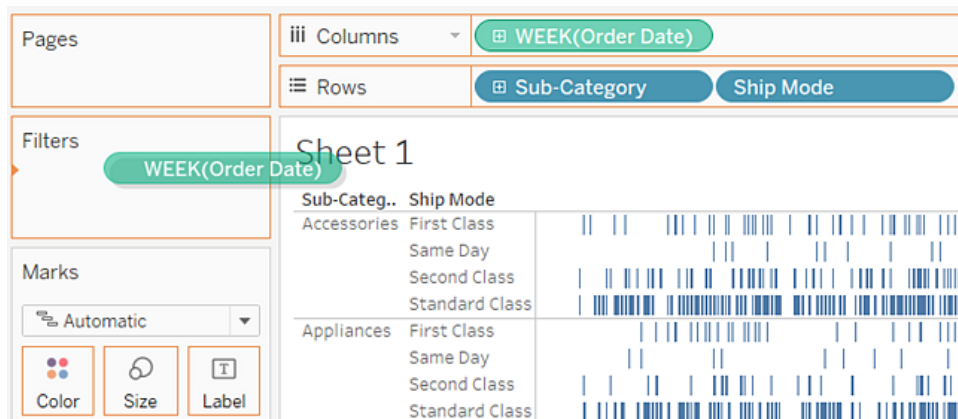 Pages
Columns
WEEK(Order Date)
Rows
Sub-Category
Ship Mode
Filters
WEEK(Order Date)
Sheet 1
Sub-Categ.. Ship Mode
Accessories First Class
Same Day
Second Class
Standard Class
Appliances First Class
Same Day
Second Class
Standard Class
Marks
Automatic
Color
Size
T
Label